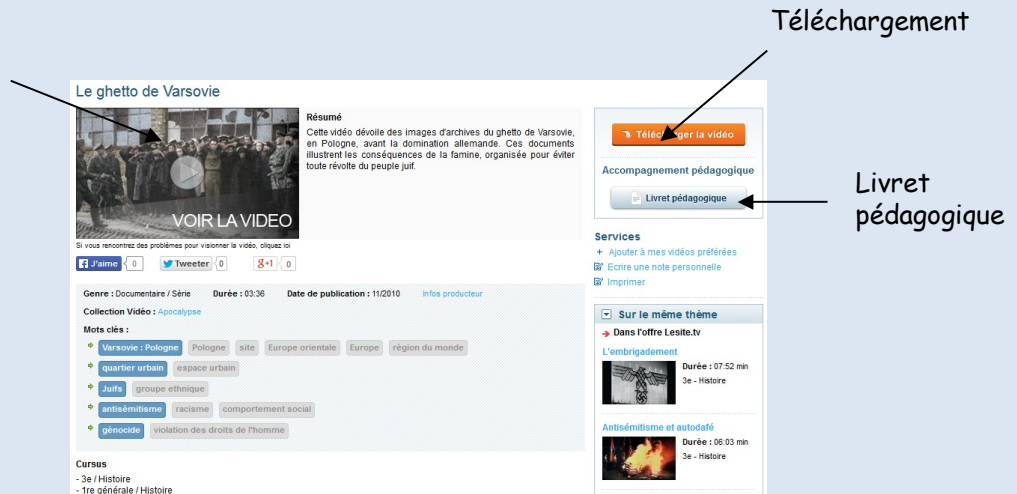 Téléchargement
Le ghetto de Varsovie
VOIR LA VIDEO
Résumé
Cette vidéo dévoile des images d'archives du ghetto de Varsovie,
en Pologne, avant la domination allemande. Ces documents
illustrent les conséquences de la famine, organisée pour éviter
toute révolte du peuple juif.
Si vous rencontrez des problèmes pour visionner la vidéo, cliquez ici
J'aime 0 Tweeter 0 g+1 0
Genre : Documentaire / Série Durée : 03:36 Date de publication : 11/2010 Infos producteur
Collection Vidéo : Apocalypse
Mots clés :
Varsovie : Pologne Pologne site Europe orientale Europe région du monde
quartier urbain espace urbain
Juifs groupe ethnique
antisémitisme racisme comportement social
génocide violation des droits de l'homme
Cursus
- 3e / Histoire
- 1re générale / Histoire
Télécharger la vidéo
Accompagnement pédagogique
Livret pédagogique
Livret
pédagogique
Services
+ Ajouter à mes vidéos préférées
Ecrire une note personnelle
Imprimer
Sur le même thème
Dans l'offre Lesite.tv
L'embrigadement
Durée : 07:52 min
3e - Histoire
Antisémitisme et autodafé
Durée : 06:03 min
3e - Histoire